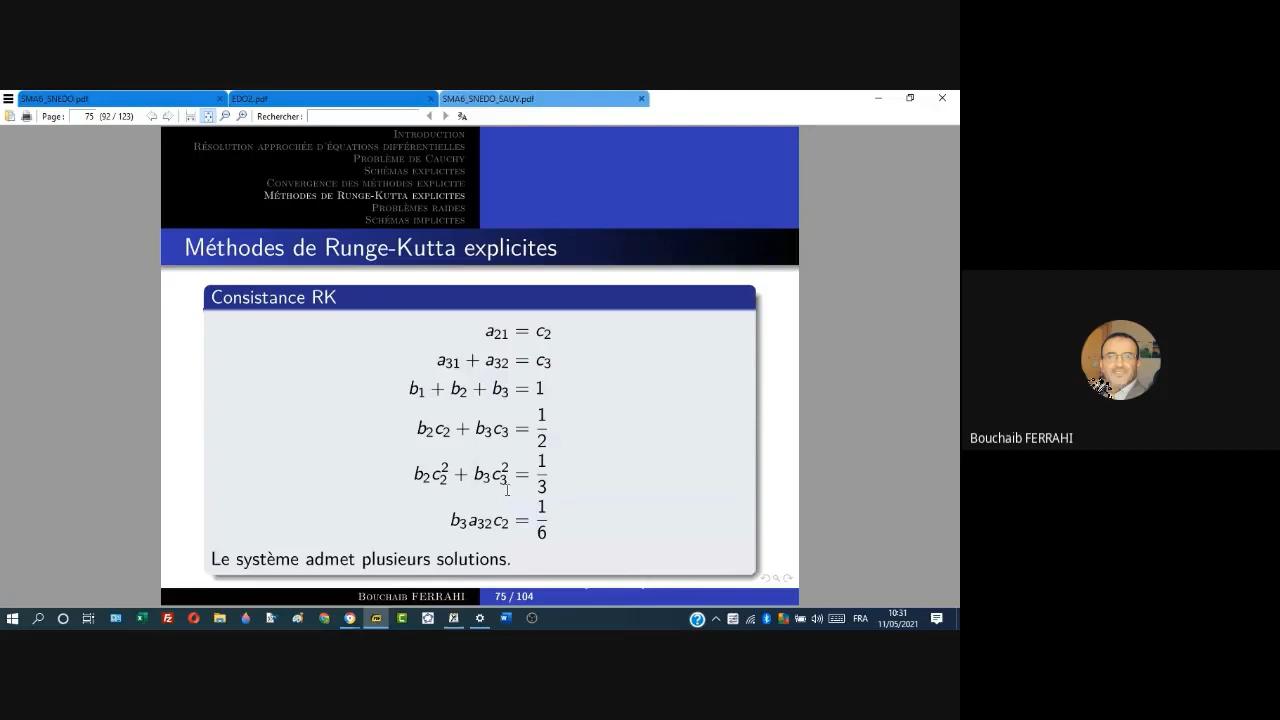 SMA6_SNEDO.pdf
EDO2.pdf
SMA6_SNEDO_SAUV.pdf
Page: 75 (92 / 123) Rechercher:
INTRODUCTION
RÉSOLUTION APPROCHÉE D'ÉQUATIONS DIFFÉRENTIELLES
PROBLÈME DE CAUCHY
SCHÉMAS EXPLICITES
CONVERGENCE DES MÉTHODES EXPLICITE
MÉTHODES DE RUNGE-KUTTA EXPLICITES
PROBLÈMES RAIDES
SCHÉMAS IMPLICITES
Méthodes de Runge-Kutta explicites
Consistance RK
a₂₁ = c₂
a₃₁ + a₃₂ = c₃
b₁ + b₂ + b₃ = 1
b₂c₂ + b₃c₃ = 1/2
b₂c₂² + b₃c₃² = 1/3
b₃a₃₂c₂ = 1/6
Le système admet plusieurs solutions.
BOUCHAIB FERRAHI 75 / 104
FRA
10:31
11/05/2021
Bouchaib FERRAHI